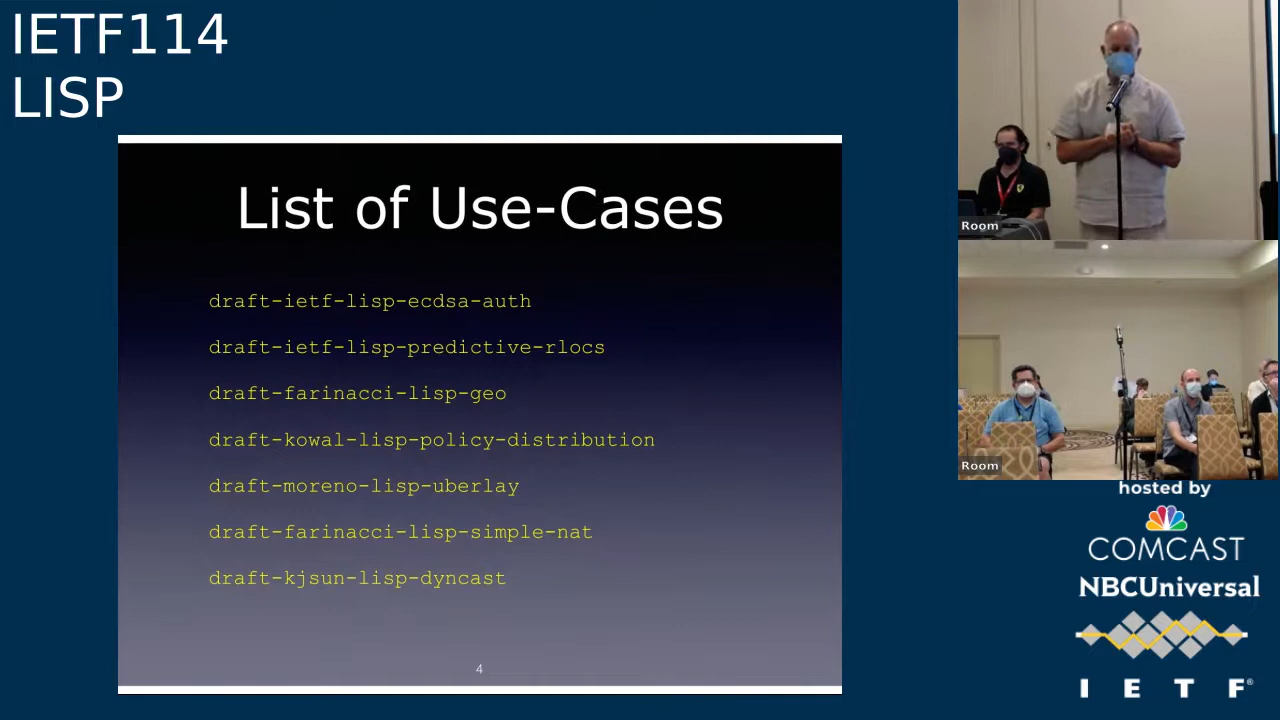 IETF114
LISP
List of Use-Cases
draft-ietf-lisp-ecdsa-auth
draft-ietf-lisp-predictive-rlocs
draft-farinacci-lisp-geo
draft-kowal-lisp-policy-distribution
draft-moreno-lisp-uberlay
draft-farinacci-lisp-simple-nat
draft-kjsun-lisp-dyncast
4
Room
Room
hosted by
COMCAST
NBCUniversal
I E T F®